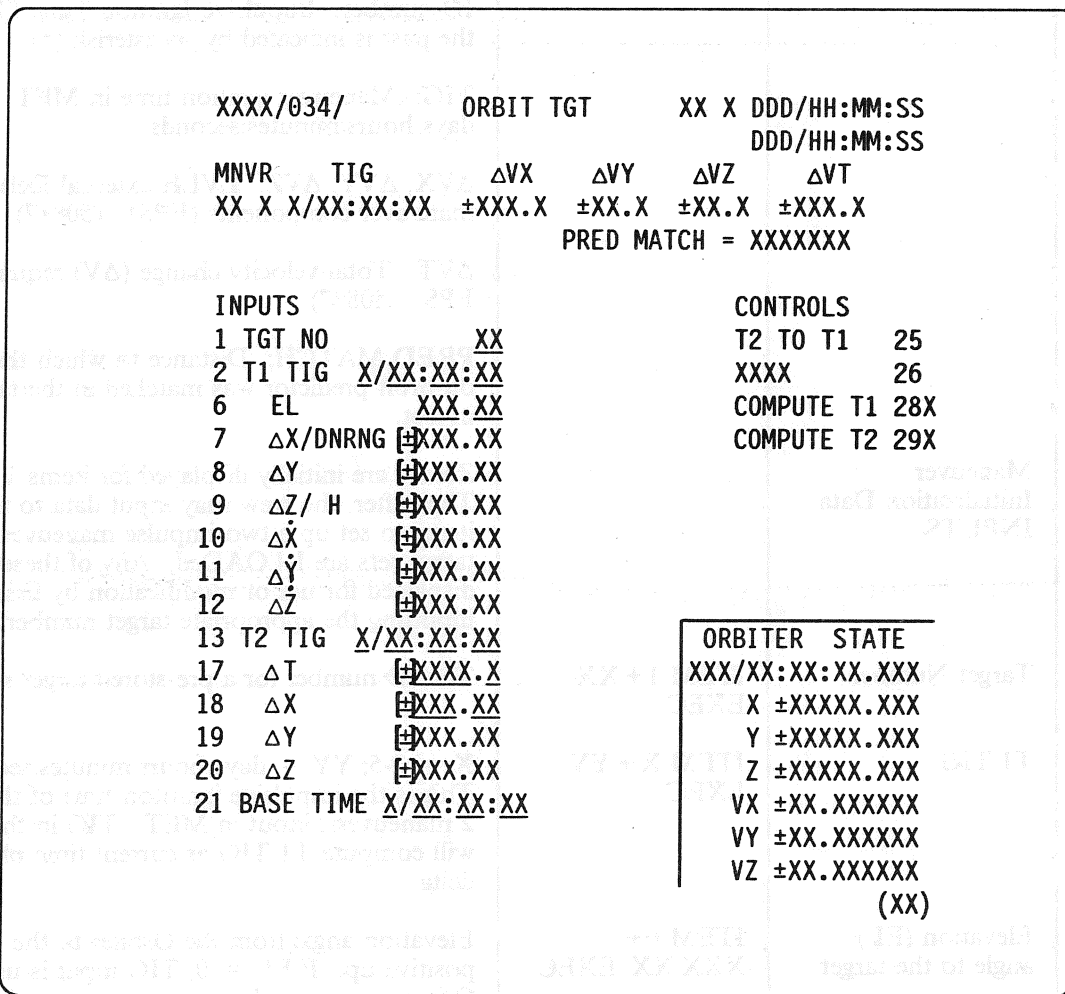 XXXX/034/ ORBIT TGT XX X DDD/HH:MM:SS
DDD/HH:MM:SS
MNVR TIG ΔVX ΔVY ΔVZ ΔVT
XX X X/XX:XX:XX ±XXX.X ±XX.X ±XX.X ±XXX.X
PRED MATCH = XXXXXXX
INPUTS
1 TGT NO XX
2 T1 TIG X/XX:XX:XX
6 EL XXX.XX
7 ΔX/DNRNG [±]XXX.XX
8 ΔY [±]XXX.XX
9 ΔZ/ H [±]XXX.XX
10 ΔẊ [±]XXX.XX
11 ΔẎ [±]XXX.XX
12 ΔŻ [±]XXX.XX
13 T2 TIG X/XX:XX:XX
17 ΔT [±]XXXX.X
18 ΔX [±]XXX.XX
19 ΔY [±]XXX.XX
20 ΔZ [±]XXX.XX
21 BASE TIME X/XX:XX:XX
CONTROLS
T2 TO T1 25
XXXX 26
COMPUTE T1 28X
COMPUTE T2 29X
ORBITER STATE
XXX/XX:XX:XX.XXX
X ±XXXXX.XXX
Y ±XXXXX.XXX
Z ±XXXXX.XXX
VX ±XX.XXXXXX
VY ±XX.XXXXXX
VZ ±XX.XXXXXX
(XX)